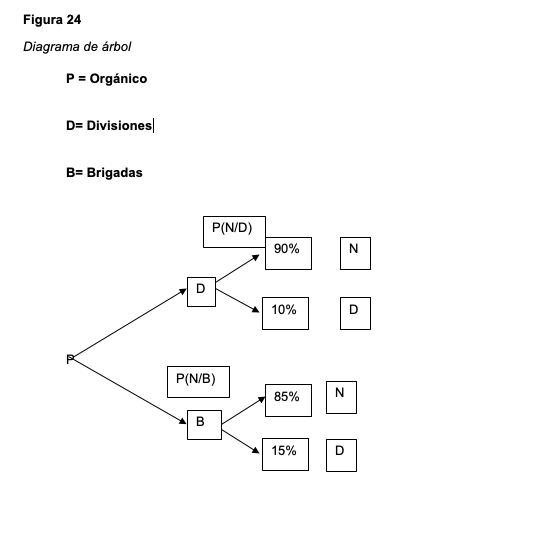 Figura 24
Diagrama de árbol
P = Orgánico
D= Divisiones
B= Brigadas
P(N/D)
90%
N
D
10%
D
P
P(N/B)
85%
N
B
15%
D